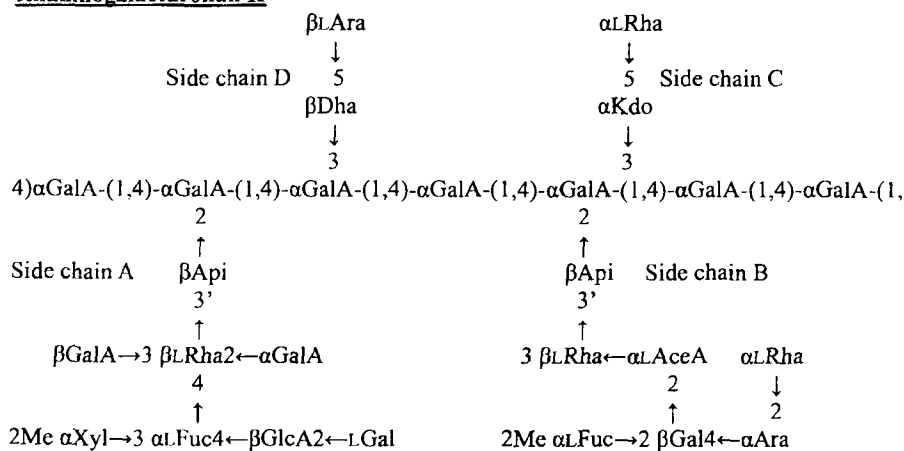 βLAra αLRha
↓ ↓
Side chain D 5 5 Side chain C
βDha αKdo
↓ ↓
3 3
4)αGalA-(1,4)-αGalA-(1,4)-αGalA-(1,4)-αGalA-(1,4)-αGalA-(1,4)-αGalA-(1,4)-αGalA-(1,
2 2
↑ ↑
Side chain A βApi βApi Side chain B
3' 3'
↑ ↑
βGalA→3 βLRha2←αGalA 3 βLRha←αLAceA αLRha
4 2 ↓
↑ ↑ 2
2Me αXyl→3 αLFuc4←βGlcA2←LGal 2Me αLFuc→2 βGal4←αAra